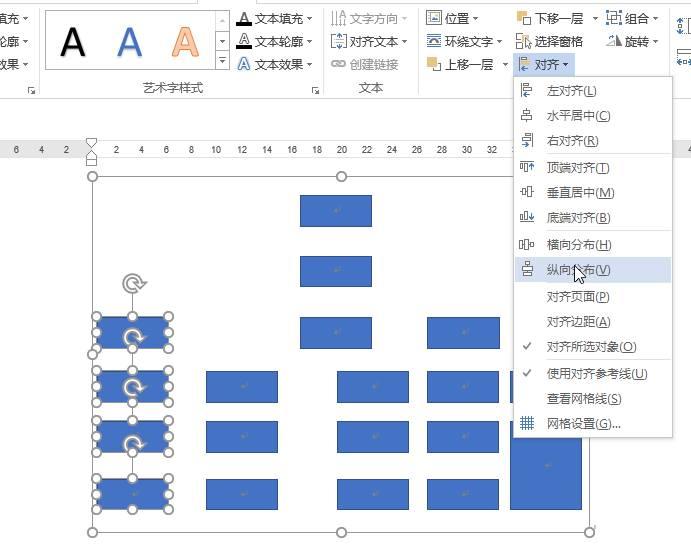 填充 文本填充 文字方向 位置 下移一层 组合
轮廓 A A A 文本轮廓 对齐文本 环绕文字 选择窗格 旋转
效果 文本效果 创建链接 上移一层 对齐
艺术字样式 文本
左对齐(L)
水平居中(C)
右对齐(R)
6 4 2 2 4 6 8 10 12 14 16 18 20 22 24 26 28 30 32
顶端对齐(T)
垂直居中(M)
底端对齐(B)
横向分布(H)
纵向分布(V)
对齐页面(P)
对齐边距(A)
对齐所选对象(O)
使用对齐参考线(U)
查看网格线(S)
网格设置(G)...